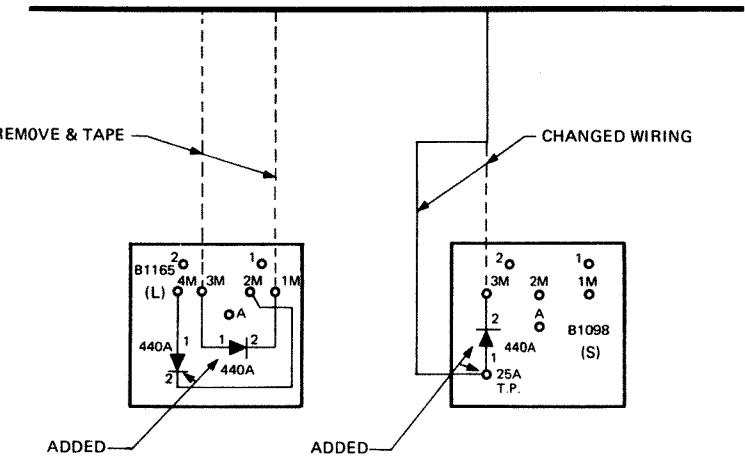 REMOVE & TAPE
CHANGED WIRING
2 1
B1165
4M 3M 2M 1M
(L)
A
440A 1
1 2
2
440A
ADDED
2 1
3M 2M 1M
A
2
B1098
440A
(S)
1
25A
T.P.
ADDED